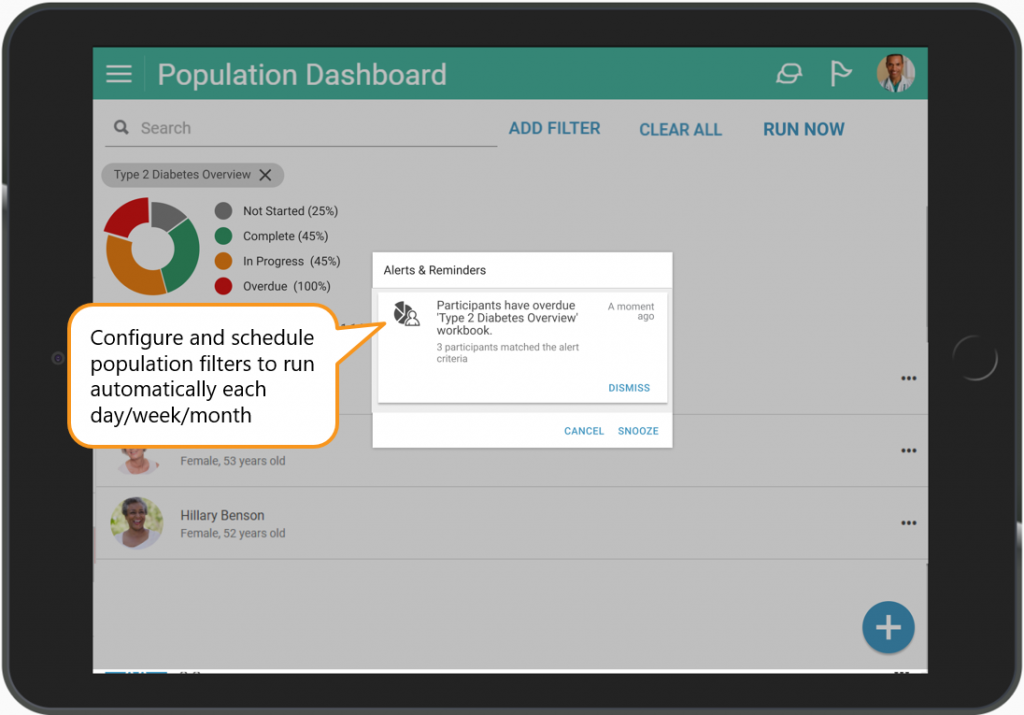 Population Dashboard
Search
ADD FILTER
CLEAR ALL
RUN NOW
Type 2 Diabetes Overview
Not Started (25%)
Complete (45%)
In Progress (45%)
Overdue (100%)
Alerts & Reminders
Participants have overdue
'Type 2 Diabetes Overview'
workbook.
A moment
ago
3 participants matched the alert
criteria
DISMISS
CANCEL
SNOOZE
Configure and schedule
population filters to run
automatically each
day/week/month
Female, 53 years old
Hillary Benson
Female, 52 years old